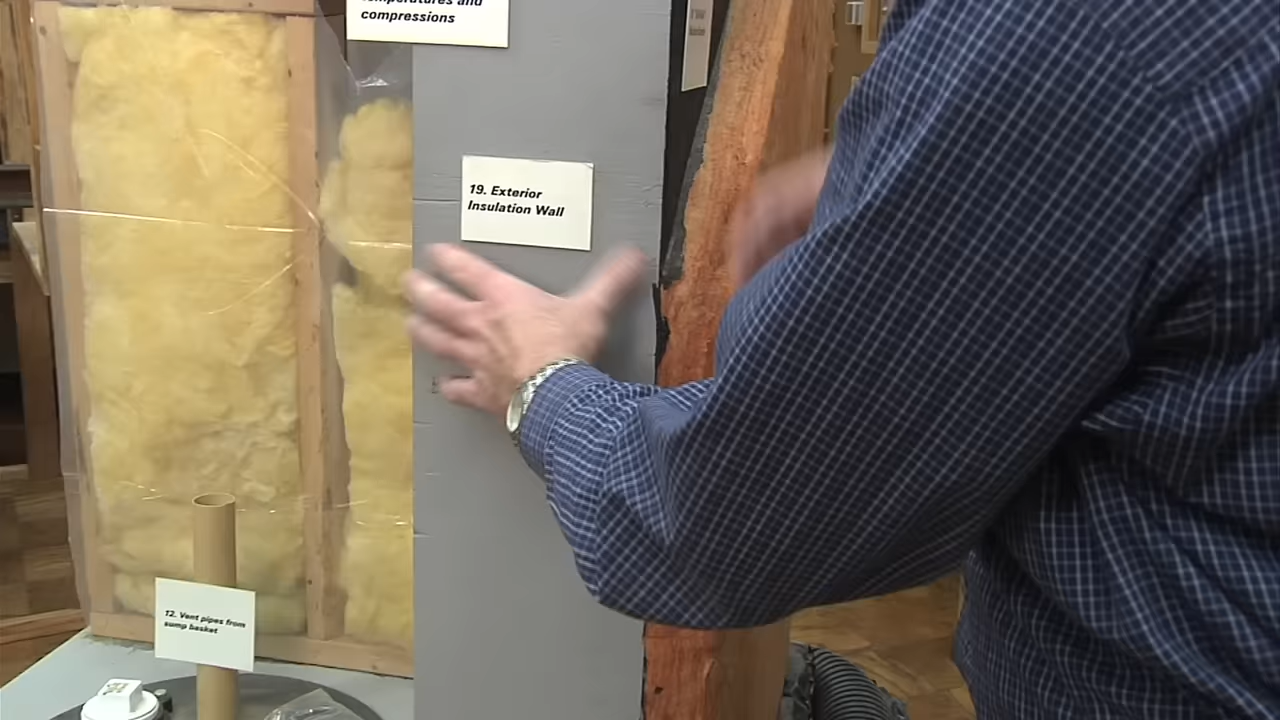 temperatures and
compressions
19. Exterior
Insulation Wall
12. Vent pipes from
sump basket